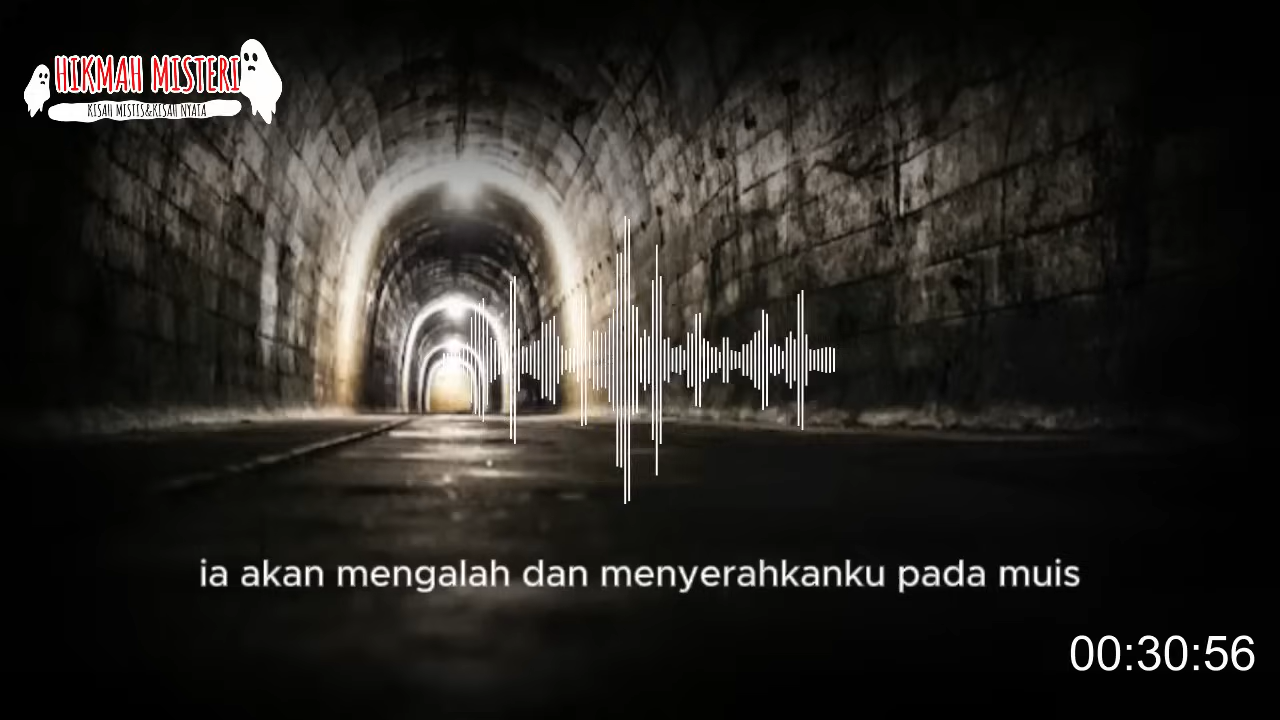 HIKMAH MISTERI
KISAH MISTIS&KISAH NYATA
ia akan mengalah dan menyerahkanku pada muis
00:30:56